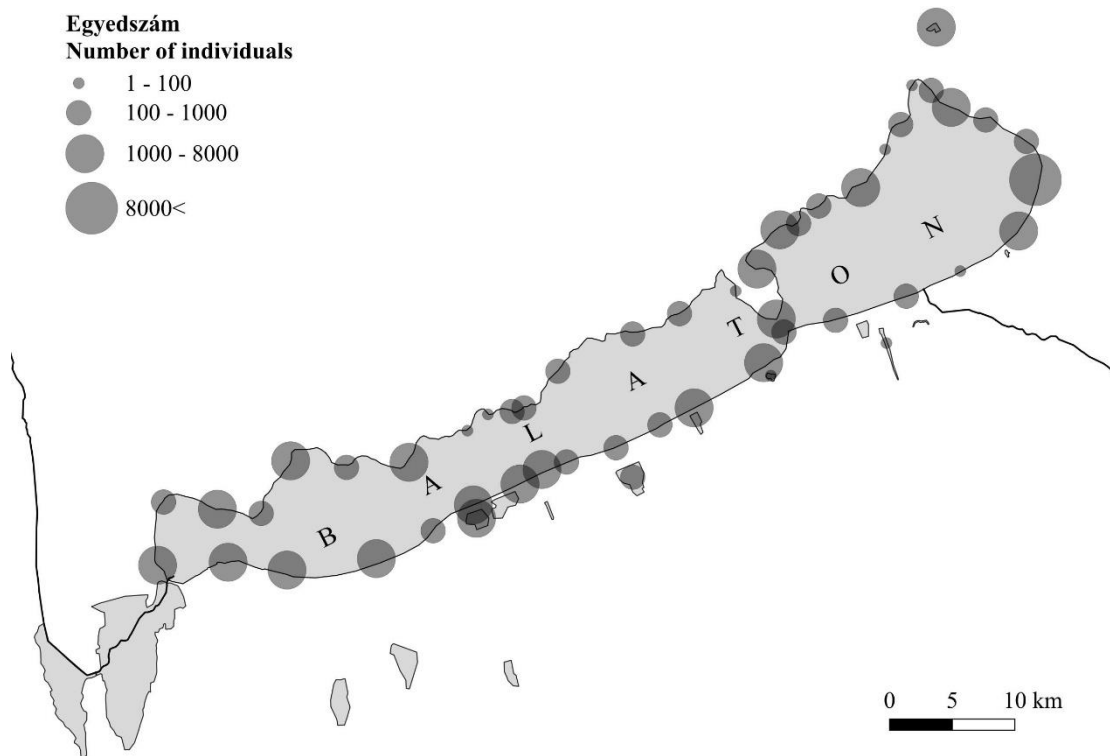 Egyedszám
Number of individuals
1 - 100
100 - 1000
1000 - 8000
8000<
B A L A T O N
0 5 10 km